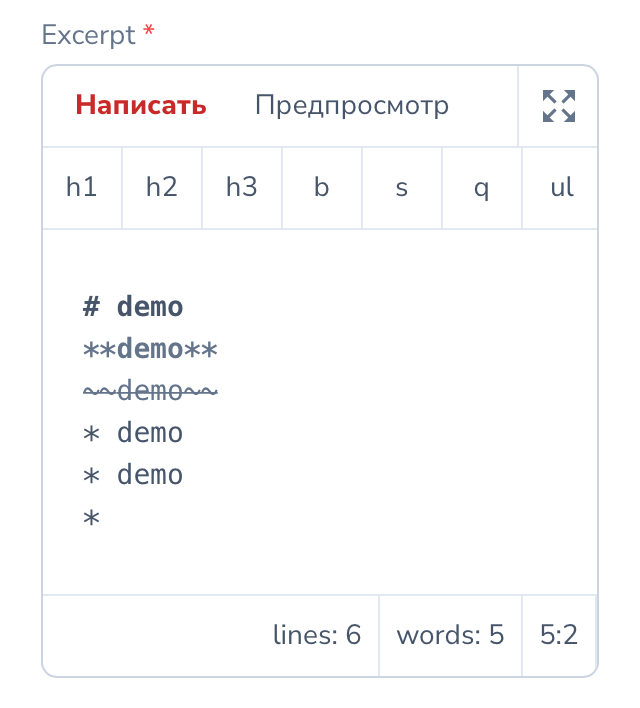 Excerpt *
Написать Предпросмотр
h1 h2 h3 b s q ul
# demo
**demo**
~~demo~~
* demo
* demo
*
lines: 6 words: 5 5:2